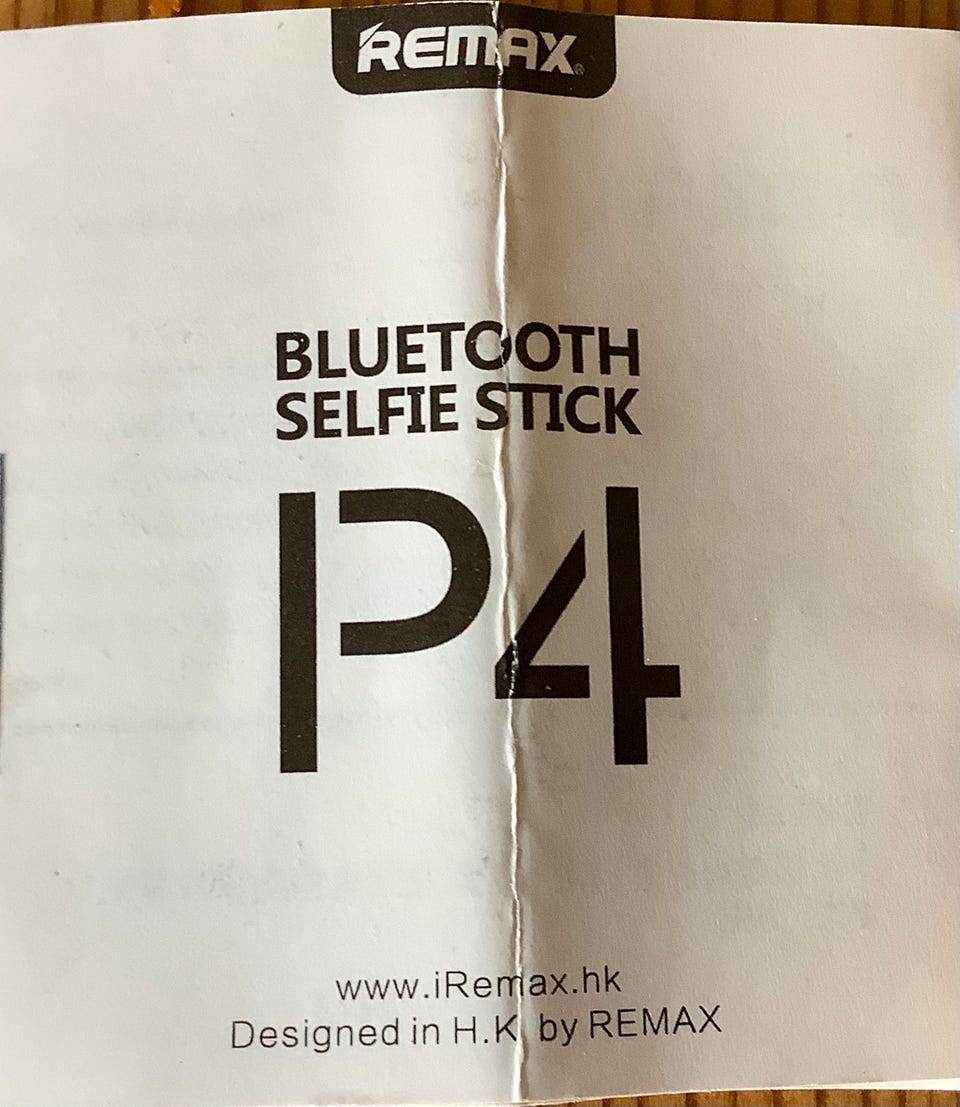 REMAX®
BLUETOOTH
SELFIE STICK
P4
www.iRemax.hk
Designed in H.K by REMAX